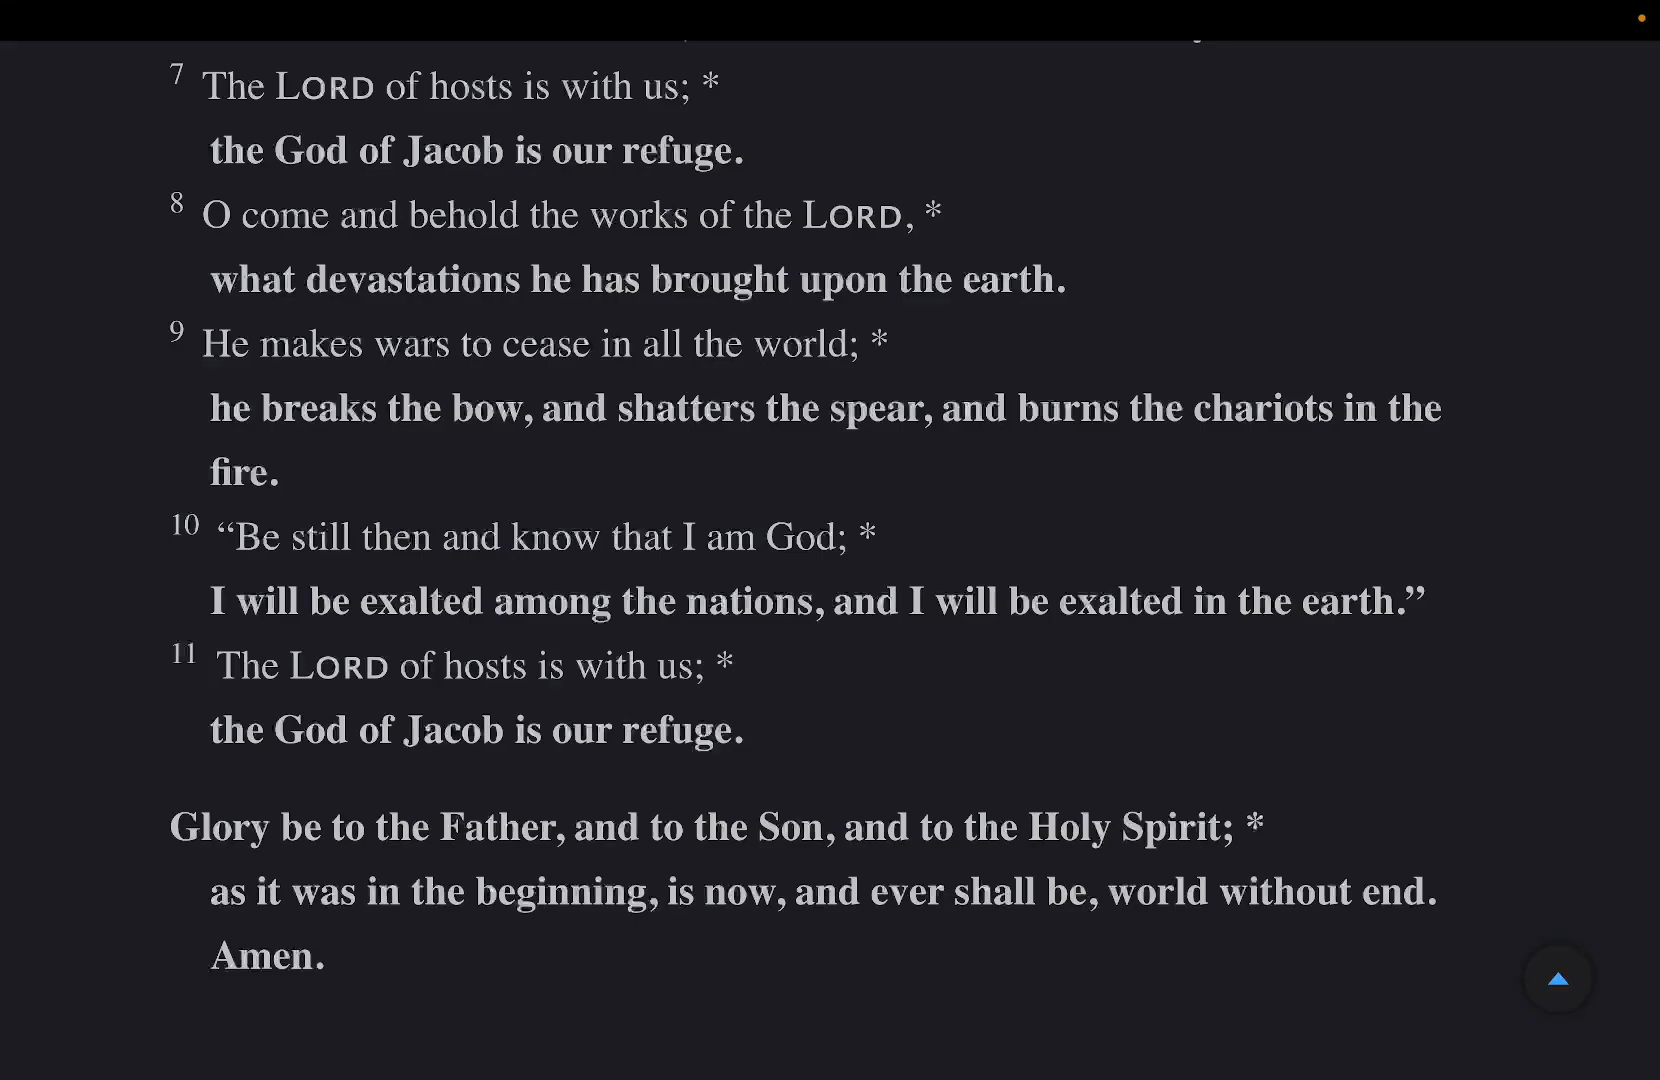 7 The LORD of hosts is with us; *
the God of Jacob is our refuge.
8 O come and behold the works of the LORD, *
what devastations he has brought upon the earth.
9 He makes wars to cease in all the world; *
he breaks the bow, and shatters the spear, and burns the chariots in the
fire.
10 “Be still then and know that I am God; *
I will be exalted among the nations, and I will be exalted in the earth.”
11 The LORD of hosts is with us; *
the God of Jacob is our refuge.
Glory be to the Father, and to the Son, and to the Holy Spirit; *
as it was in the beginning, is now, and ever shall be, world without end.
Amen.